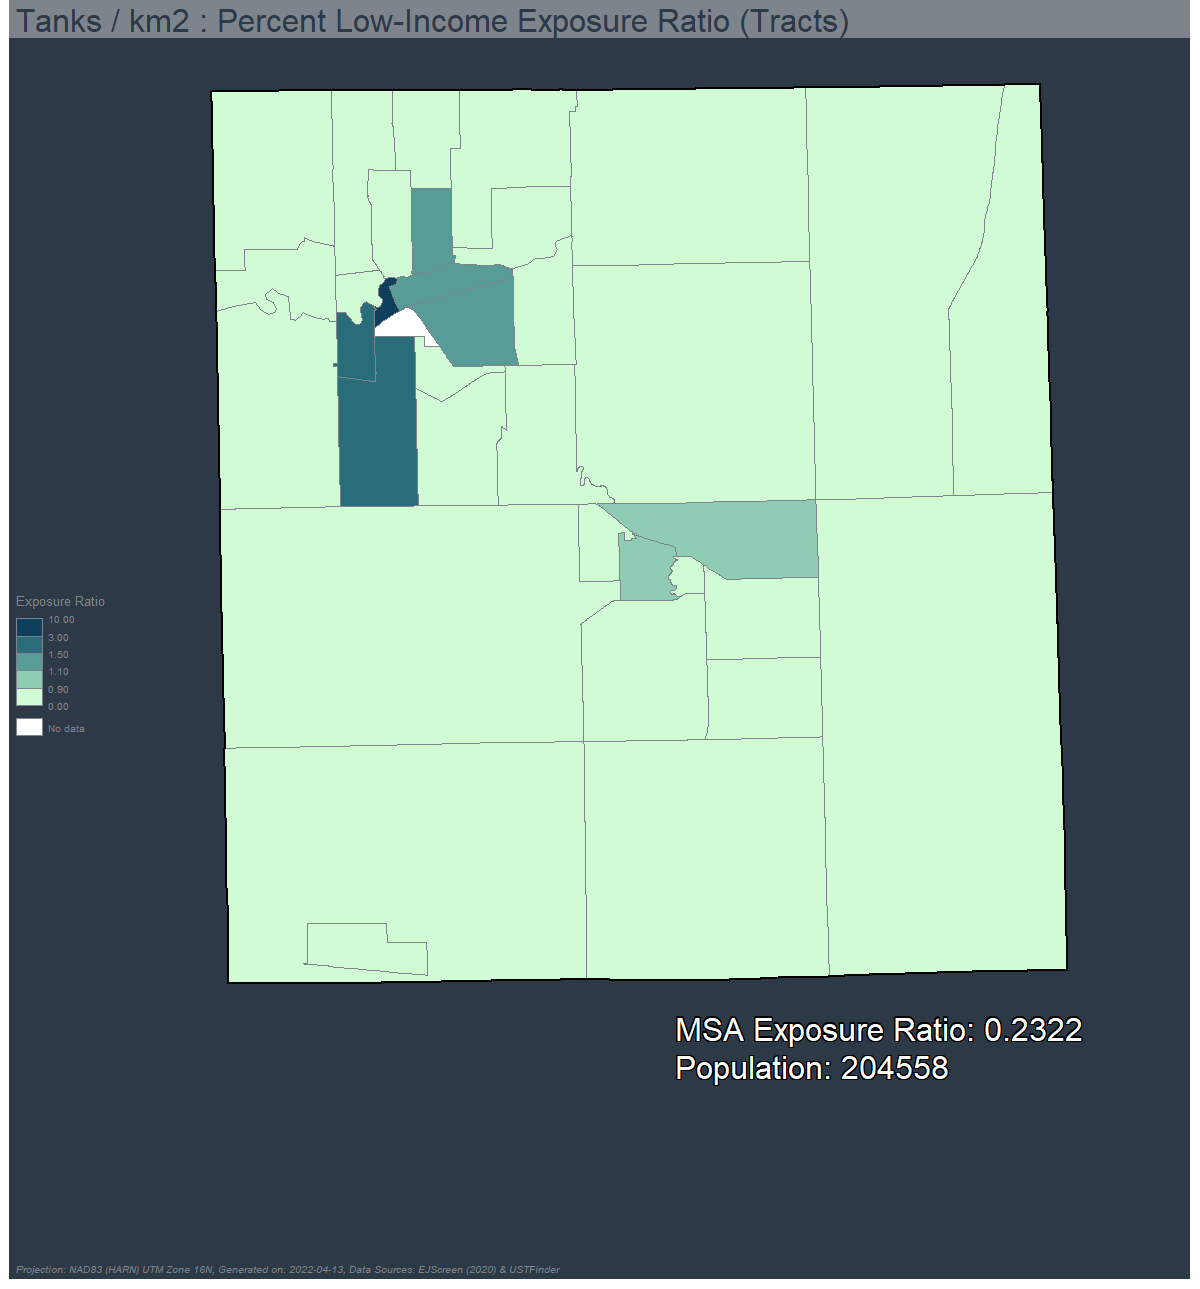 Tanks / km2 : Percent Low-Income Exposure Ratio (Tracts)
Exposure Ratio
10.00
3.00
1.50
1.10
0.90
0.00
No data
MSA Exposure Ratio: 0.2322
Population: 204558
Projection: NAD83 (HARN) UTM Zone 16N, Generated on: 2022-04-13, Data Sources: EJScreen (2020) & USTFinder